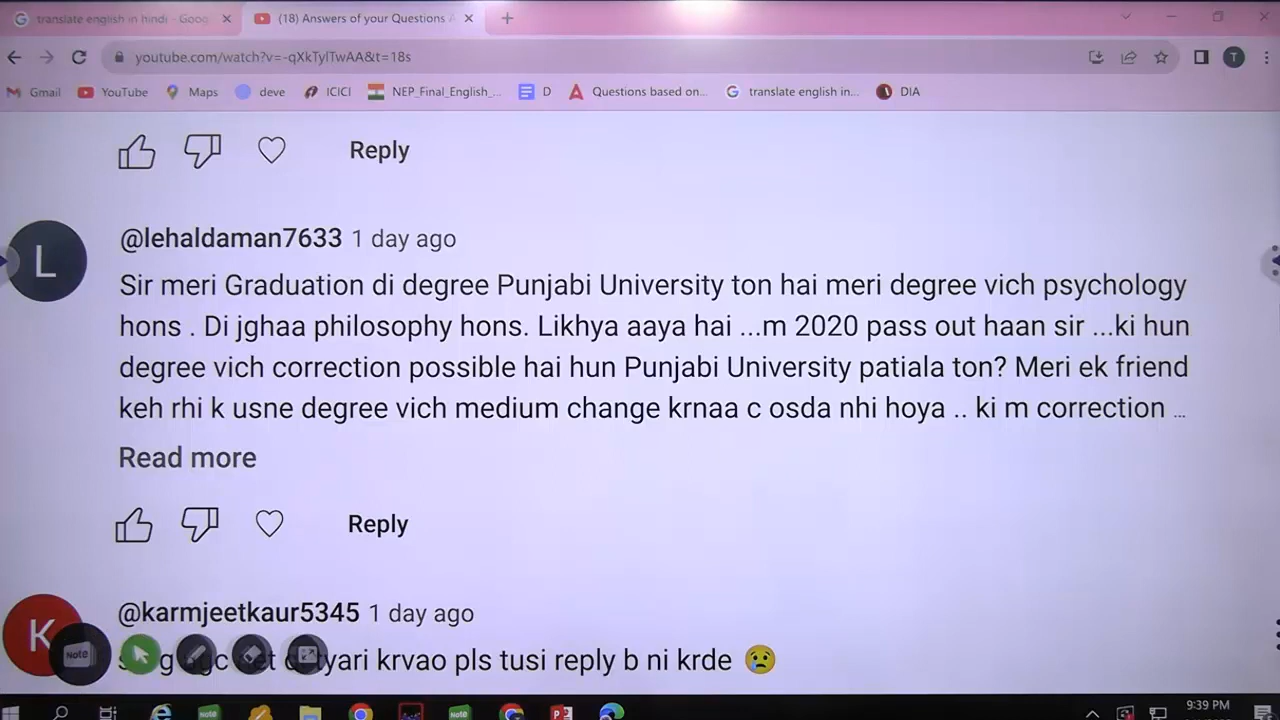 translate english in hindi - Goog
(18) Answers of your Questions
youtube.com/watch?v=-qXkTylTwAA&t=18s
T
Gmail YouTube Maps deve ICICI NEP_Final_English_... D Questions based on... translate english in... DIA
Reply
L
@lehaldaman7633 1 day ago
Sir meri Graduation di degree Punjabi University ton hai meri degree vich psychology
hons . Di jghaa philosophy hons. Likhya aaya hai ...m 2020 pass out haan sir ...ki hun
degree vich correction possible hai hun Punjabi University patiala ton? Meri ek friend
keh rhi k usne degree vich medium change krnaa c osda nhi hoya .. ki m correction ...
Read more
Reply
K
@karmjeetkaur5345 1 day ago
Note
tyari krvao pls tusi reply b ni krde 😢
Note Note
9:39 PM